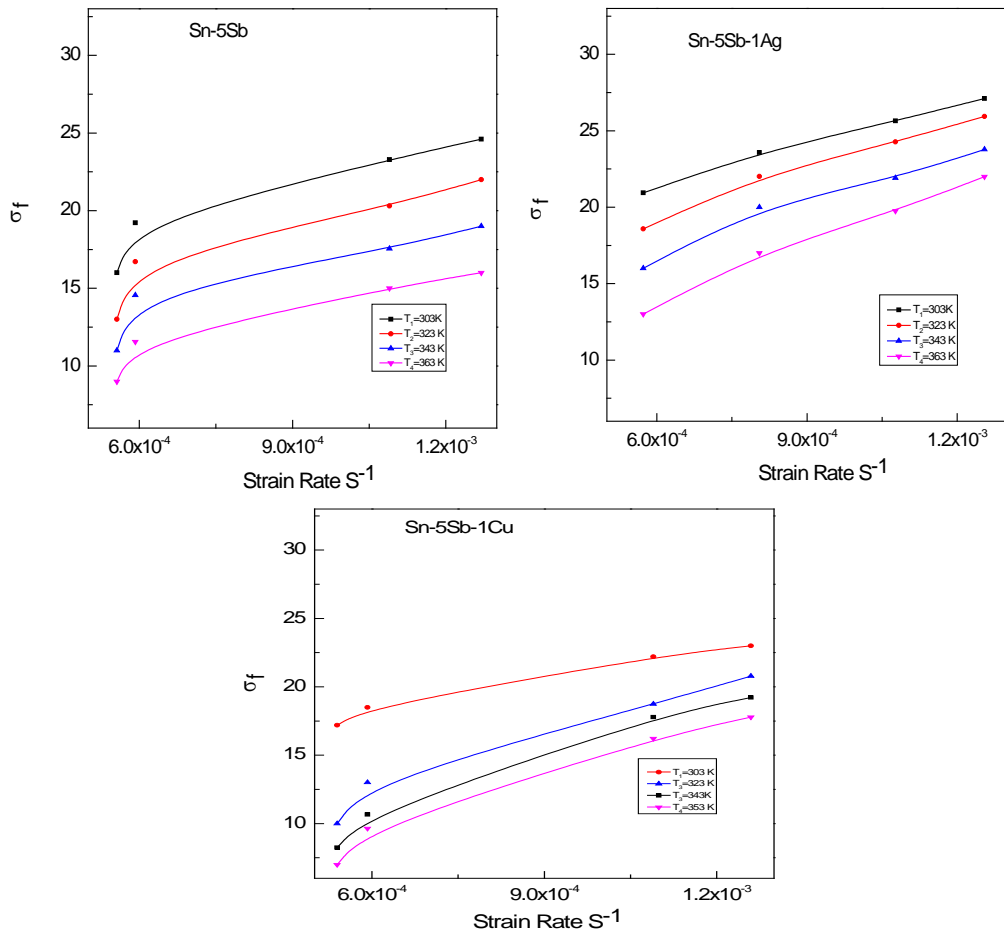 Sn-5Sb
30
25
20
15
10
σf
T1=303K
T2=323 K
T3=343 K
T4=363 K
6.0x10⁻⁴ 9.0x10⁻⁴ 1.2x10⁻³
Strain Rate S⁻¹
Sn-5Sb-1Ag
30
25
20
15
10
σf
T1=303K
T2=323 K
T3=343 K
T4=363 K
6.0x10⁻⁴ 9.0x10⁻⁴ 1.2x10⁻³
Strain Rate S⁻¹
Sn-5Sb-1Cu
30
25
20
15
10
σf
T1=303 K
T3=323 K
T3=343K
T4=353 K
6.0x10⁻⁴ 9.0x10⁻⁴ 1.2x10⁻³
Strain Rate S⁻¹